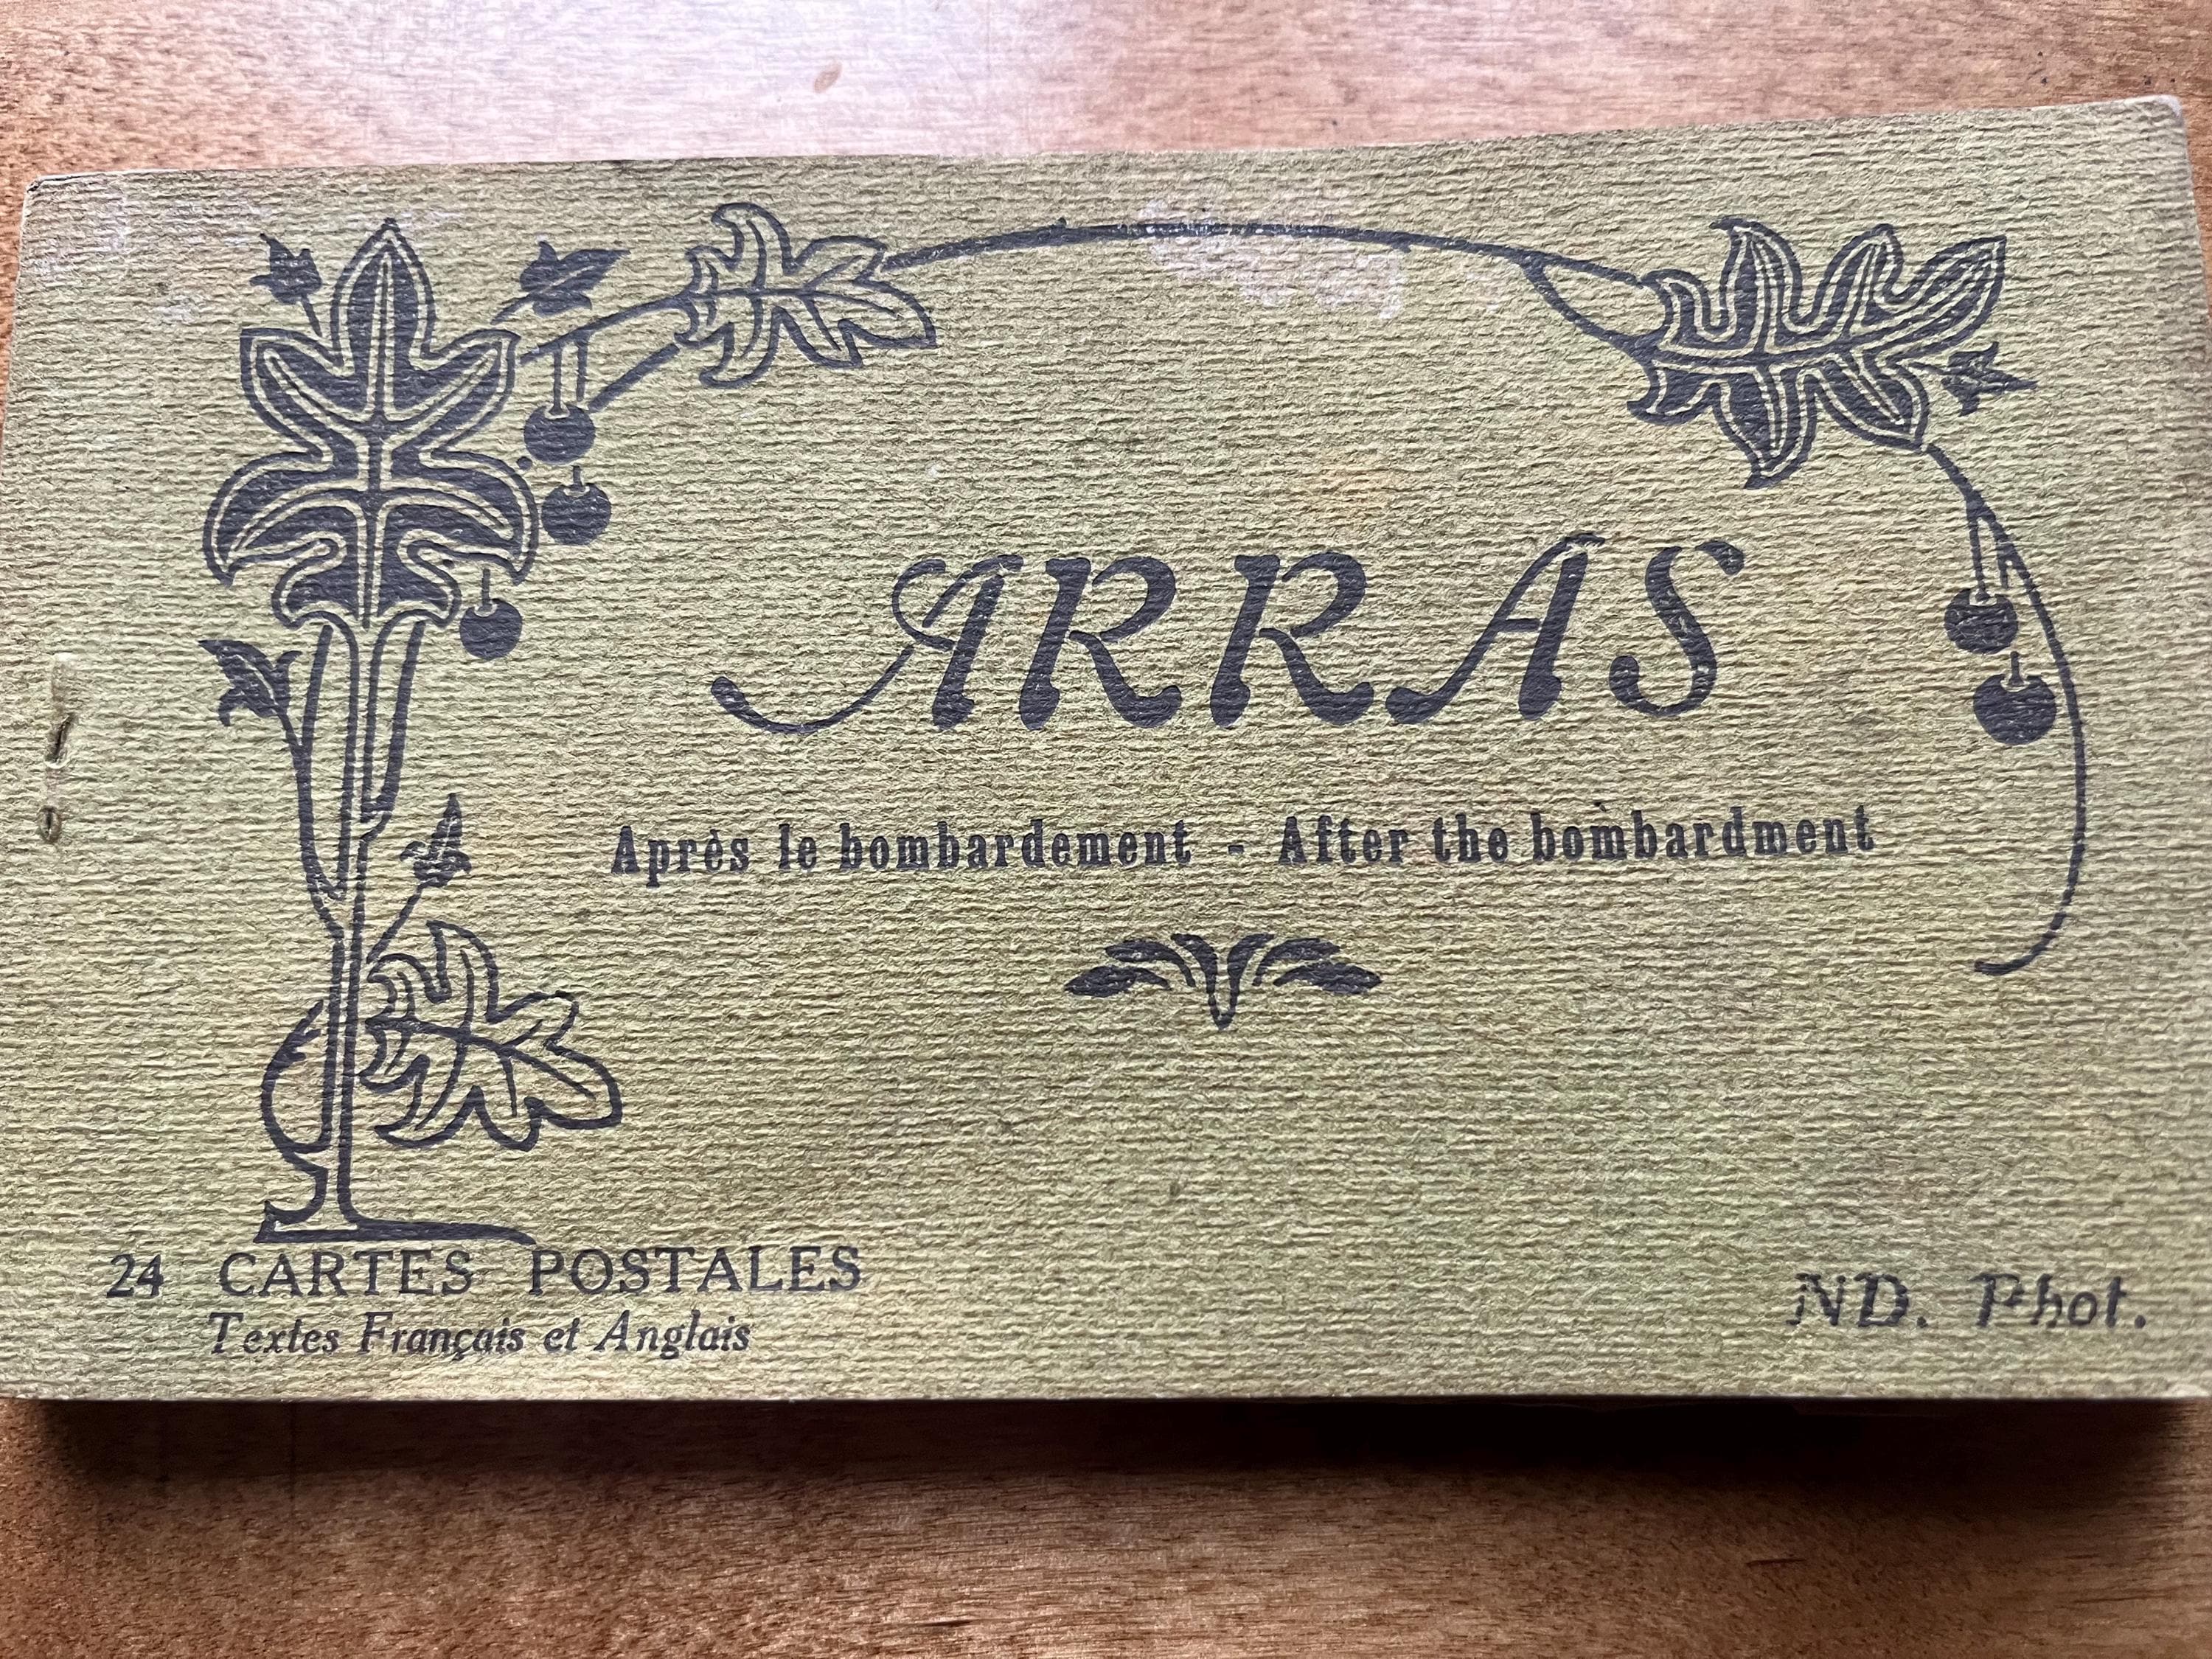 ARRAS
Après le bombardement - After the bombardment
24 CARTES POSTALES
Textes Français et Anglais
ND. Phot.